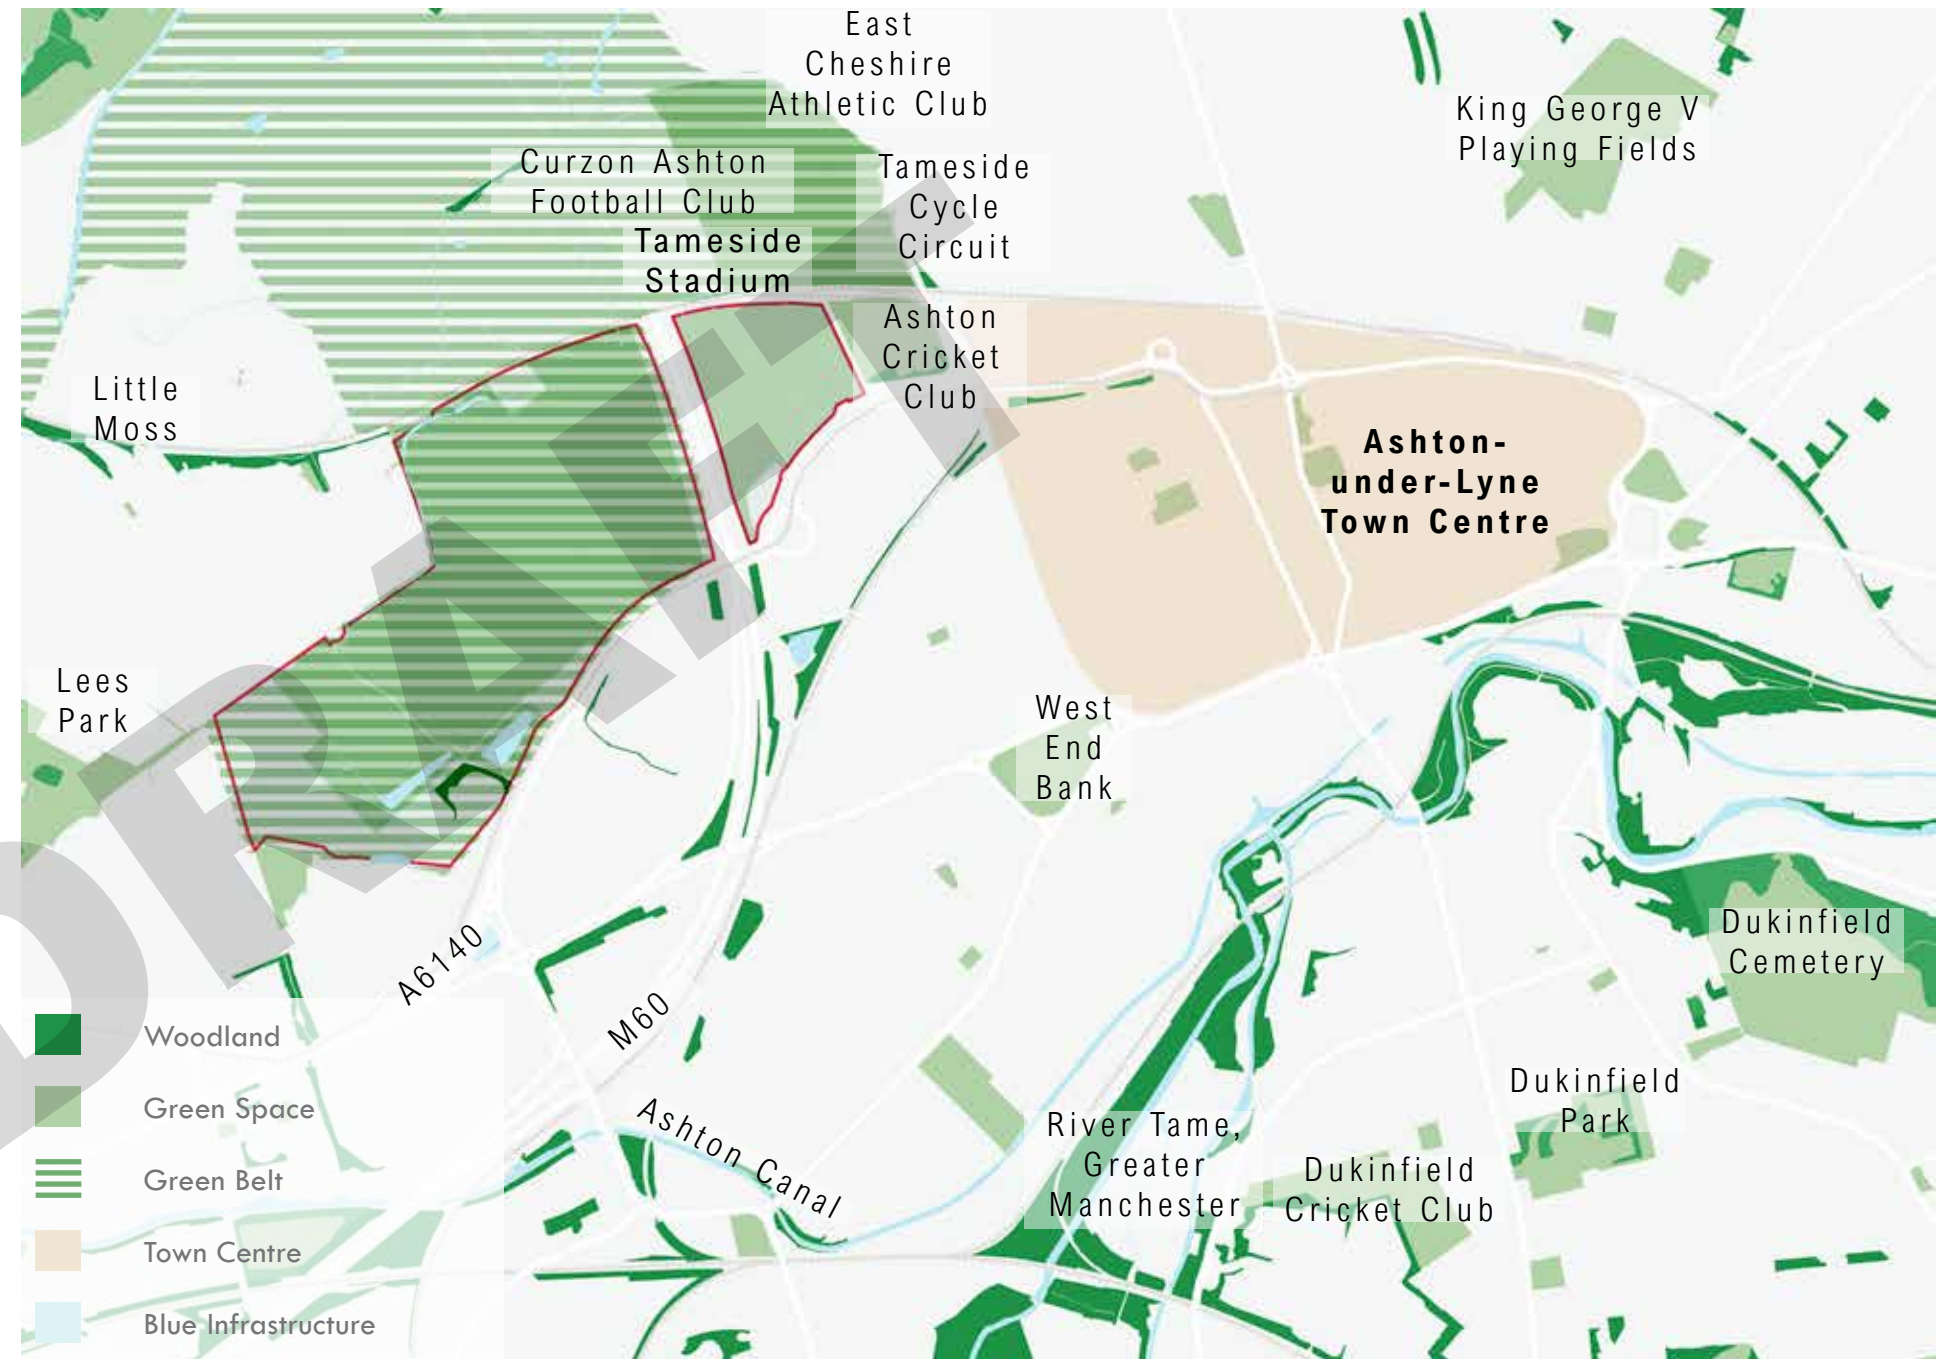 East
Cheshire
Athletic Club
King George V
Playing Fields
Curzon Ashton
Football Club
Tameside
Cycle
Circuit
Tameside
Stadium
Ashton
Cricket
Club
Little
Moss
Ashton-
under-Lyne
Town Centre
Lees
Park
West
End
Bank
Dukinfield
Cemetery
A6140
M60
Ashton Canal
River Tame,
Greater
Manchester
Dukinfield
Park
Dukinfield
Cricket Club
Woodland
Green Space
Green Belt
Town Centre
Blue Infrastructure
DRAFT